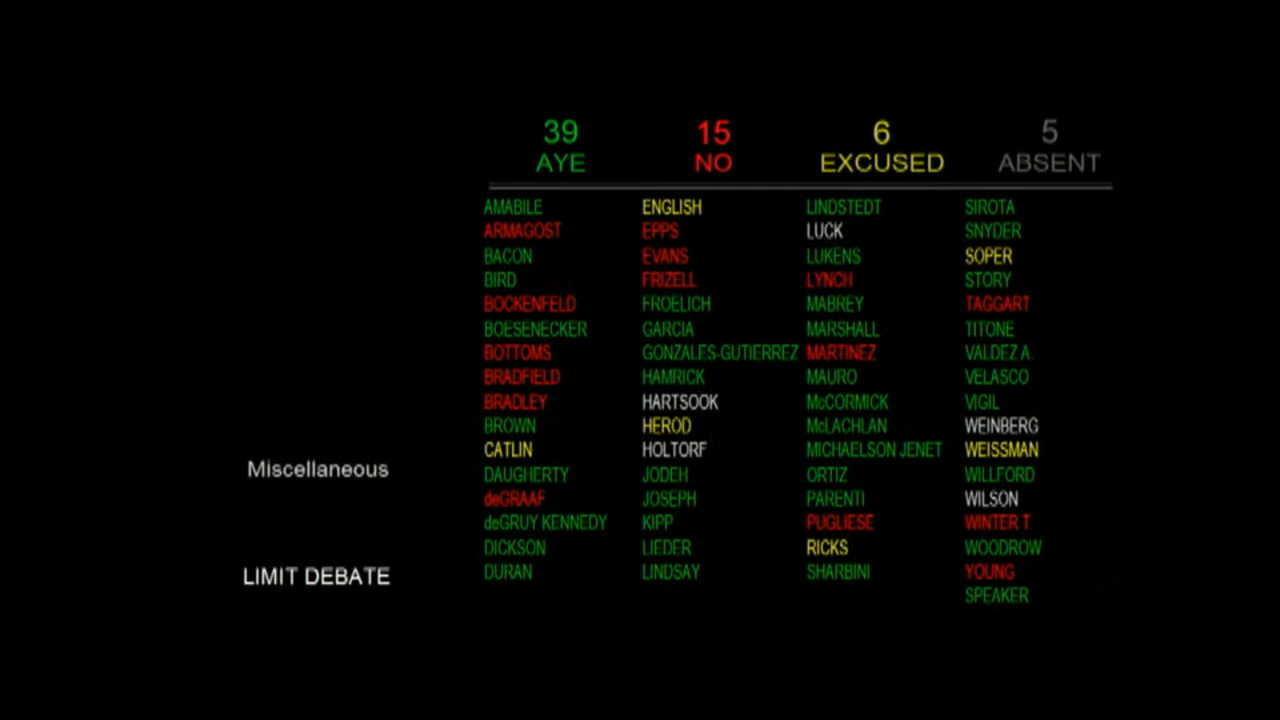 39 15 6 5
AYE NO EXCUSED ABSENT
AMABILE ENGLISH LINDSTEDT SIROTA
ARMAGOST EPPS LUCK SNYDER
BACON EVANS LUKENS SOPER
BIRD FRIZELL LYNCH STORY
BOCKENFELD FROELICH MABREY TAGGART
BOESENECKER GARCIA MARSHALL TITONE
BOTTOMS GONZALES-GUTIERREZ MARTINEZ VALDEZ A.
BRADFIELD HAMRICK MAURO VELASCO
BRADLEY HARTSOOK McCORMICK VIGIL
BROWN HEROD McLACHLAN WEINBERG
CATLIN HOLTORF MICHAELSON JENET WEISSMAN
Miscellaneous
DAUGHERTY JODEH ORTIZ WILLFORD
deGRAAF JOSEPH PARENTI WILSON
deGRUY KENNEDY KIPP PUGLIESE WINTER T.
DICKSON LIEDER RICKS WOODROW
DURAN LINDSAY SHARBINI YOUNG
LIMIT DEBATE
SPEAKER